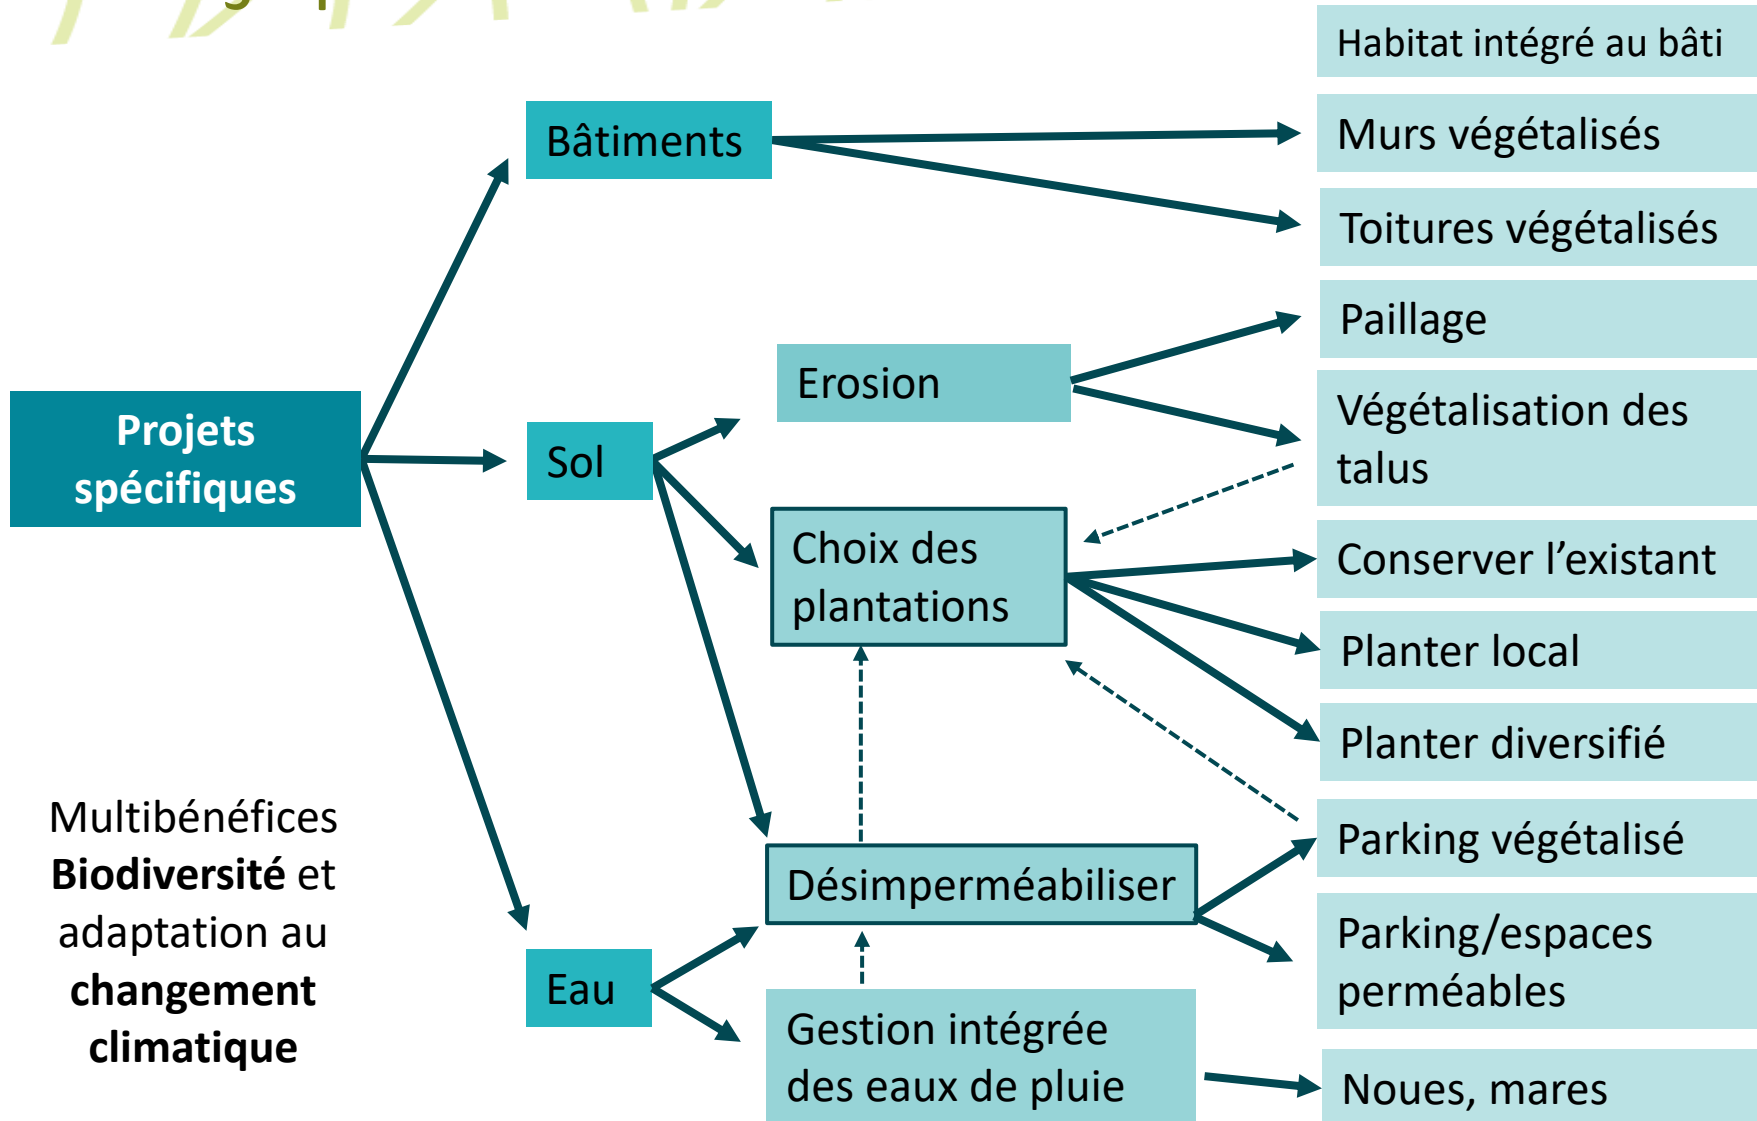 Habitat intégré au bâti
Bâtiments
Murs végétalisés
Toitures végétalisés
Paillage
Erosion
Végétalisation des
talus
Projets
spécifiques
Sol
Choix des
plantations
Conserver l’existant
Planter local
Planter diversifié
Multibénéfices
Biodiversité et
adaptation au
changement
climatique
Parking végétalisé
Désimperméabiliser
Parking/espaces
perméables
Eau
Gestion intégrée
des eaux de pluie
Noues, mares